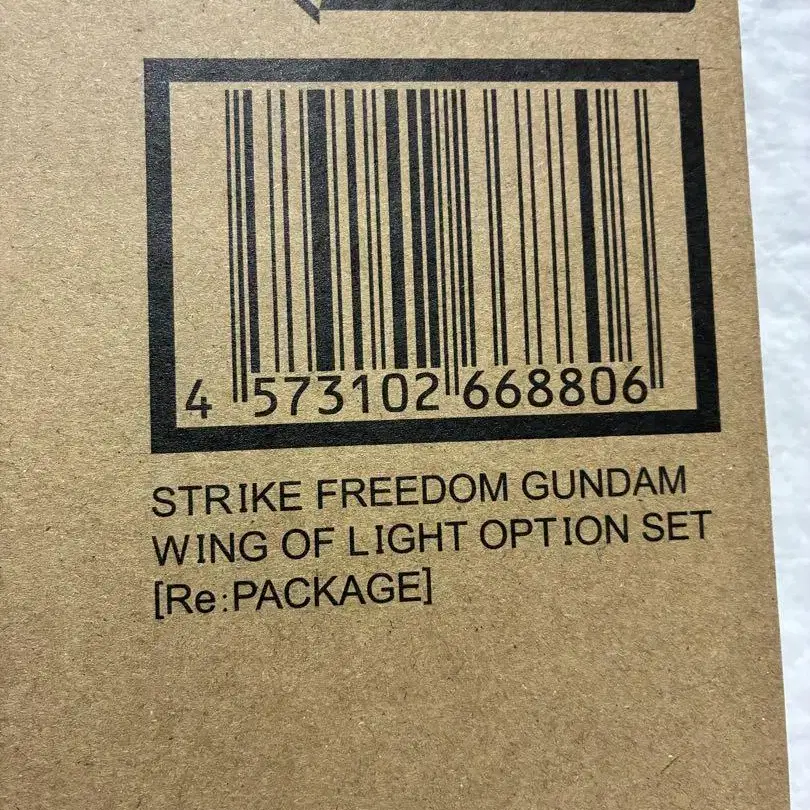 4 573102 668806
STRIKE FREEDOM GUNDAM
WING OF LIGHT OPTION SET
[Re:PACKAGE]